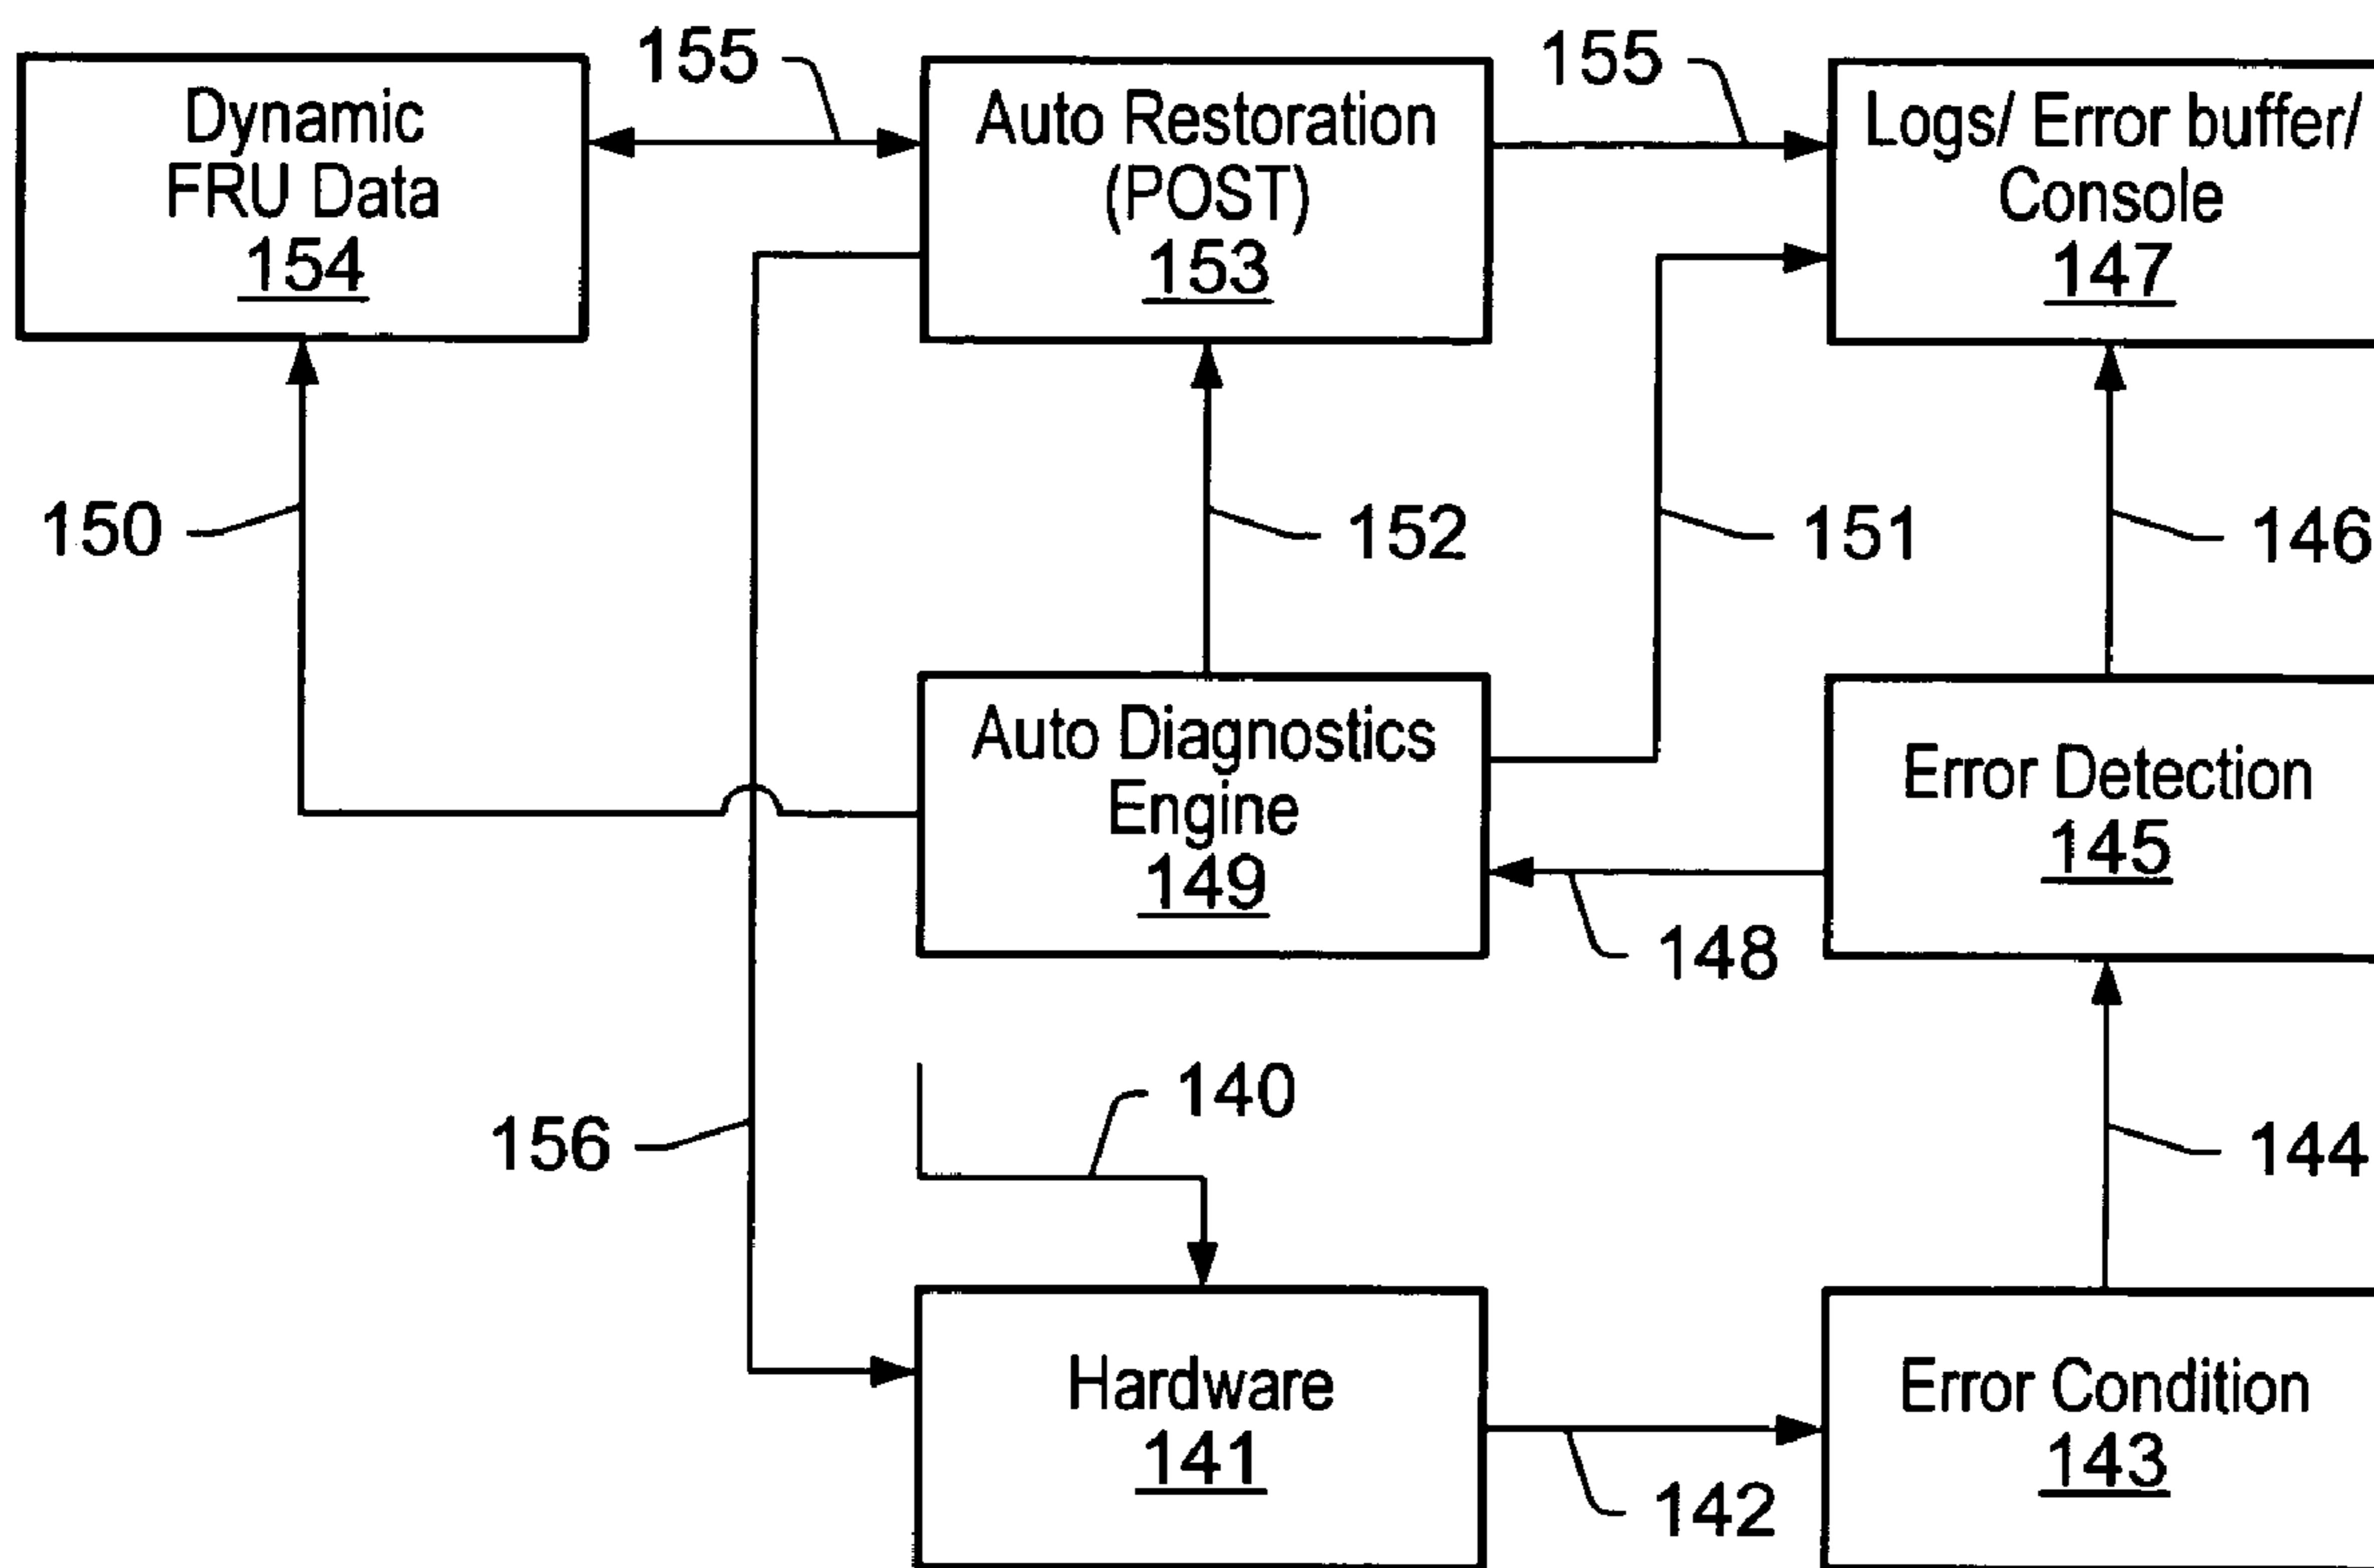 155
155
Dynamic
FRU Data
154
Auto Restoration
(POST)
153
Logs/ Error buffer/
Console
147
150
152
151
146
Auto Diagnostics
Engine
149
Error Detection
145
148
140
156
144
Hardware
141
Error Condition
143
142